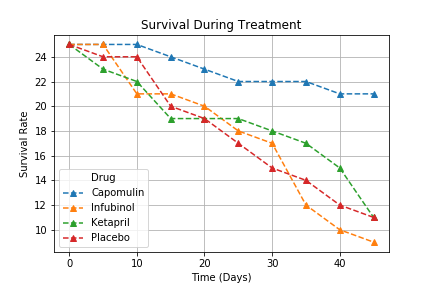 Survival During Treatment
Survival Rate
24
22
20
18
16
14
12
10
Drug
Capomulin
Infubinol
Ketapril
Placebo
0
10
20
30
40
Time (Days)